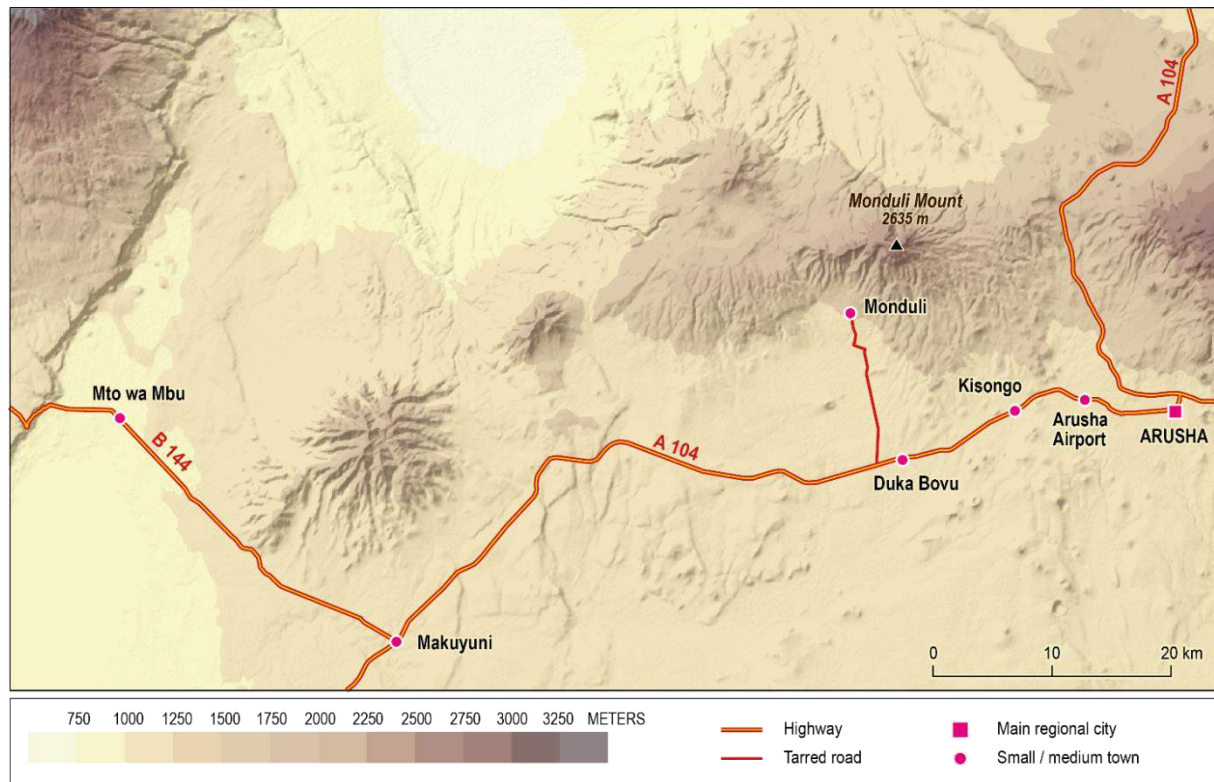 A 104
Monduli Mount
2635 m
Monduli
Mto wa Mbu
Kisongo
Arusha
Airport
ARUSHA
B 144
A 104
Duka Bovu
Makuyuni
0 10 20 km
750 1000 1250 1500 1750 2000 2250 2500 2750 3000 3250 METERS
Highway
Tarred road
Main regional city
Small / medium town